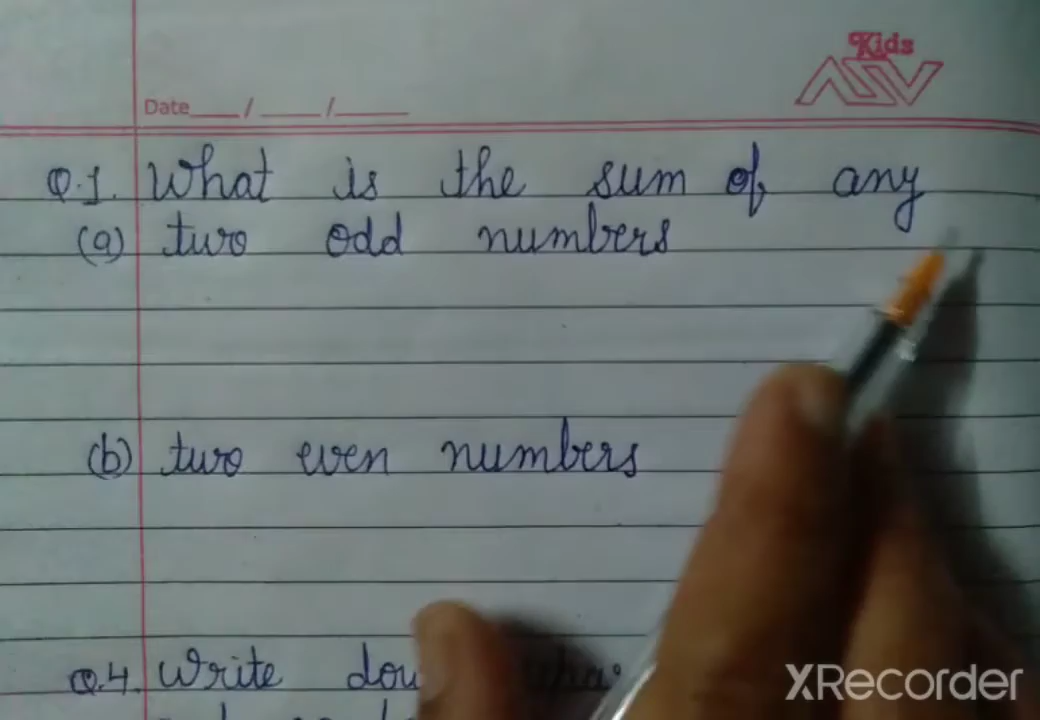 Kids
Date / /
Q.1. What is the sum of any
(a) two odd numbers
(b) two even numbers
Q.4. Write
XRecorder